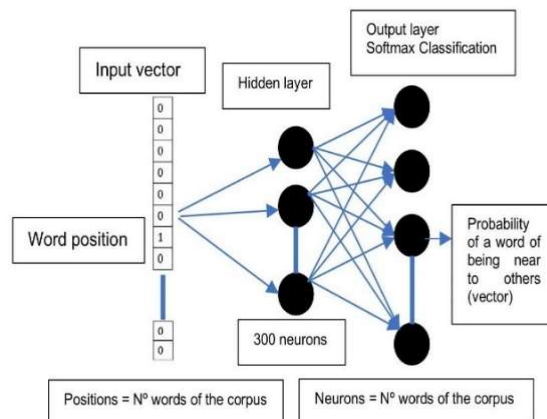 Output layer
Softmax Classification
Input vector
Hidden layer
0
0
0
0
0
0
1
0
Word position
Probability
of a word of
being near
to others
(vector)
0
0
300 neurons
Positions = Nº words of the corpus
Neurons = Nº words of the corpus